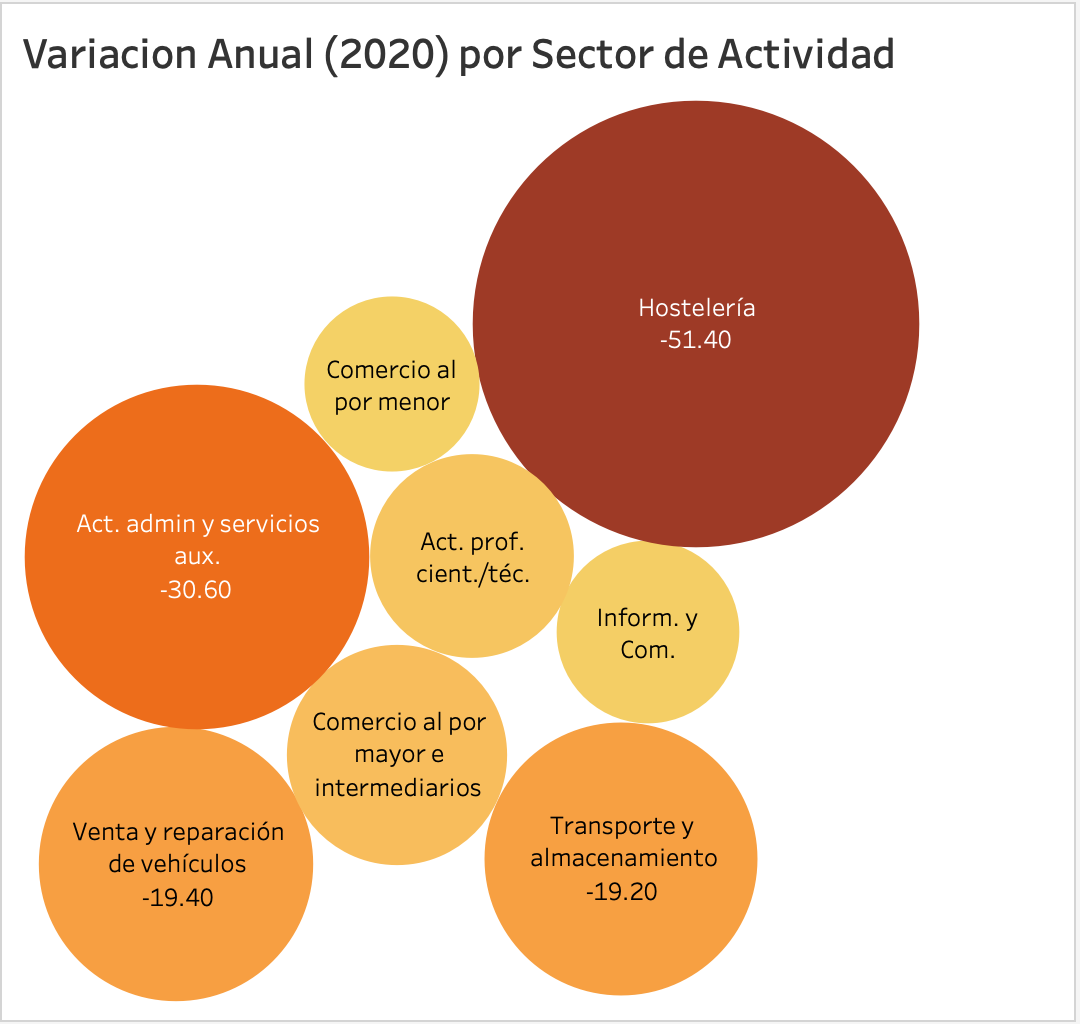 Variacion Anual (2020) por Sector de Actividad
Hostelería
-51.40
Comercio al
por menor
Act. admin y servicios
aux.
-30.60
Act. prof.
cient./téc.
Inform. y
Com.
Comercio al por
mayor e
intermediarios
Venta y reparación
de vehículos
-19.40
Transporte y
almacenamiento
-19.20